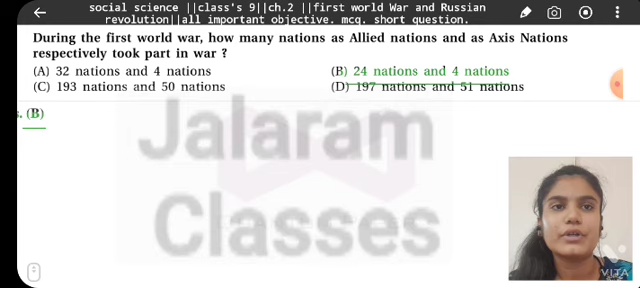 social science ||class's 9||ch.2 ||first world War and Russian
revolution||all important objective. mcq. short question.
During the first world war, how many nations as Allied nations and as Axis Nations
respectively took part in war ?
(A) 32 nations and 4 nations
(B) 24 nations and 4 nations
(C) 193 nations and 50 nations
(D) 197 nations and 51 nations
s. (B)
Jalaram
Classes
VITA